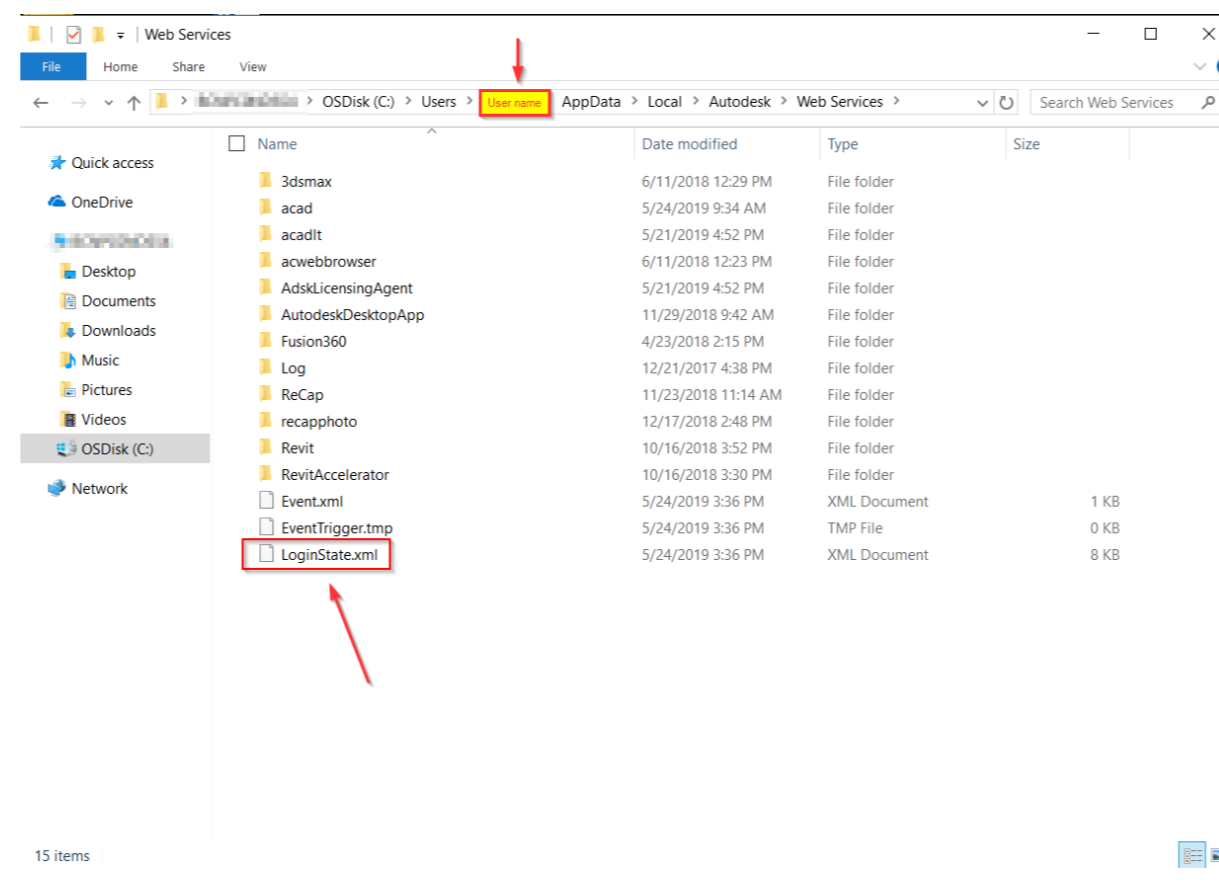 Web Services
File Home Share View
OSDisk (C:) Users User name AppData Local Autodesk Web Services Search Web Services
Name Date modified Type Size
Quick access
OneDrive
Desktop
Documents
Downloads
Music
Pictures
Videos
OSDisk (C:)
Network
3dsmax 6/11/2018 12:29 PM File folder
acad 5/24/2019 9:34 AM File folder
acadlt 5/21/2019 4:52 PM File folder
acwebbrowser 6/11/2018 12:23 PM File folder
AdskLicensingAgent 5/21/2019 4:52 PM File folder
AutodeskDesktopApp 11/29/2018 9:42 AM File folder
Fusion360 4/23/2018 2:15 PM File folder
Log 12/21/2017 4:38 PM File folder
ReCap 11/23/2018 11:14 AM File folder
recapphoto 12/17/2018 2:48 PM File folder
Revit 10/16/2018 3:52 PM File folder
RevitAccelerator 10/16/2018 3:30 PM File folder
Event.xml 5/24/2019 3:36 PM XML Document 1 KB
EventTrigger.tmp 5/24/2019 3:36 PM TMP File 0 KB
LoginState.xml 5/24/2019 3:36 PM XML Document 8 KB
15 items